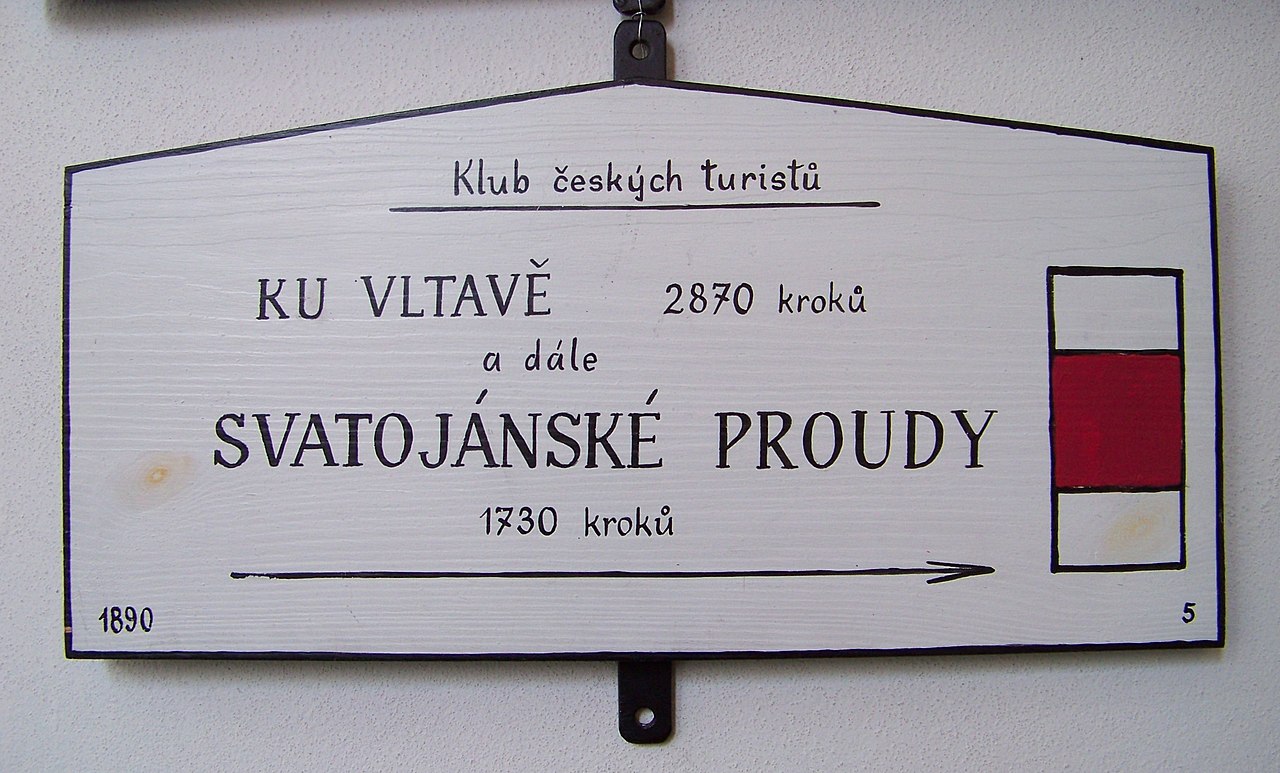 Klub českých turistů
KU VLTAVĚ 2870 kroků
a dále
SVATOJÁNSKÉ PROUDY
1730 kroků
1890 5